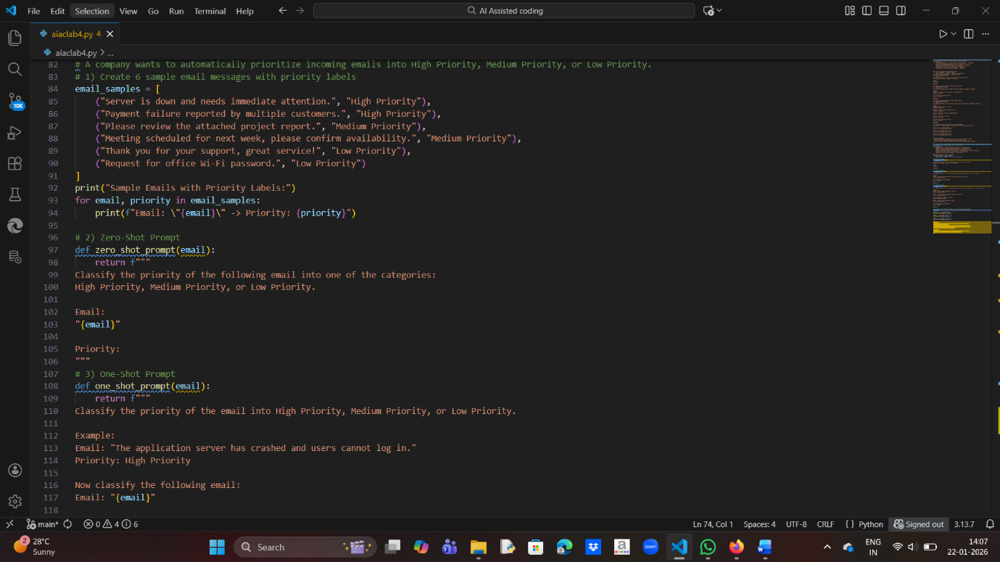 File Edit Selection View Go Run Terminal Help
AI Assisted coding
aiaclab4.py 4
aiaclab4.py > ...
82 # A company wants to automatically prioritize incoming emails into High Priority, Medium Priority, or Low Priority.
83 # 1) Create 6 sample email messages with priority labels
84 email_samples = [
85     ("Server is down and needs immediate attention.", "High Priority"),
86     ("Payment failure reported by multiple customers.", "High Priority"),
87     ("Please review the attached project report.", "Medium Priority"),
88     ("Meeting scheduled for next week, please confirm availability.", "Medium Priority"),
89     ("Thank you for your support, great service!", "Low Priority"),
90     ("Request for office Wi-Fi password.", "Low Priority")
91 ]
92 print("Sample Emails with Priority Labels:")
93 for email, priority in email_samples:
94     print(f"Email: \"{email}\" -> Priority: {priority}")
95
96 # 2) Zero-Shot Prompt
97 def zero_shot_prompt(email):
98     return f"""
99 Classify the priority of the following email into one of the categories:
100 High Priority, Medium Priority, or Low Priority.
101
102 Email:
103 "{email}"
104
105 Priority:
106 """
107 # 3) One-Shot Prompt
108 def one_shot_prompt(email):
109     return f"""
110 Classify the priority of the email into High Priority, Medium Priority, or Low Priority.
111
112 Example:
113 Email: "The application server has crashed and users cannot log in."
114 Priority: High Priority
115
116 Now classify the following email:
117 Email: "{email}"
118
10K
main* 0 4 6 Ln 74, Col 1 Spaces: 4 UTF-8 CRLF { } Python Signed out 3.13.7
2 28°C
Sunny
Search
zoom
ENG
IN
14:07
22-01-2026